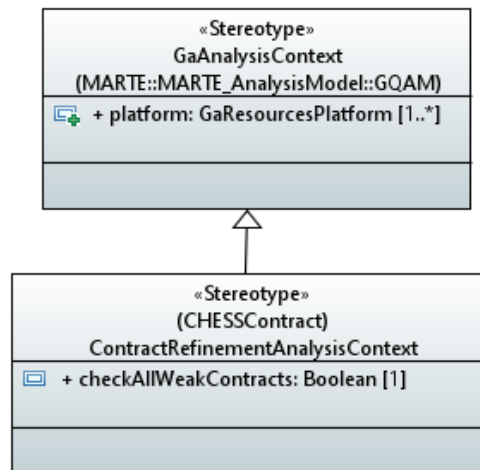 «Stereotype»
GaAnalysisContext
(MARTE::MARTE_AnalysisModel::GQAM)
+ platform: GaResourcesPlatform [1..*]
«Stereotype»
(CHESSContract)
ContractRefinementAnalysisContext
+ checkAllWeakContracts: Boolean [1]